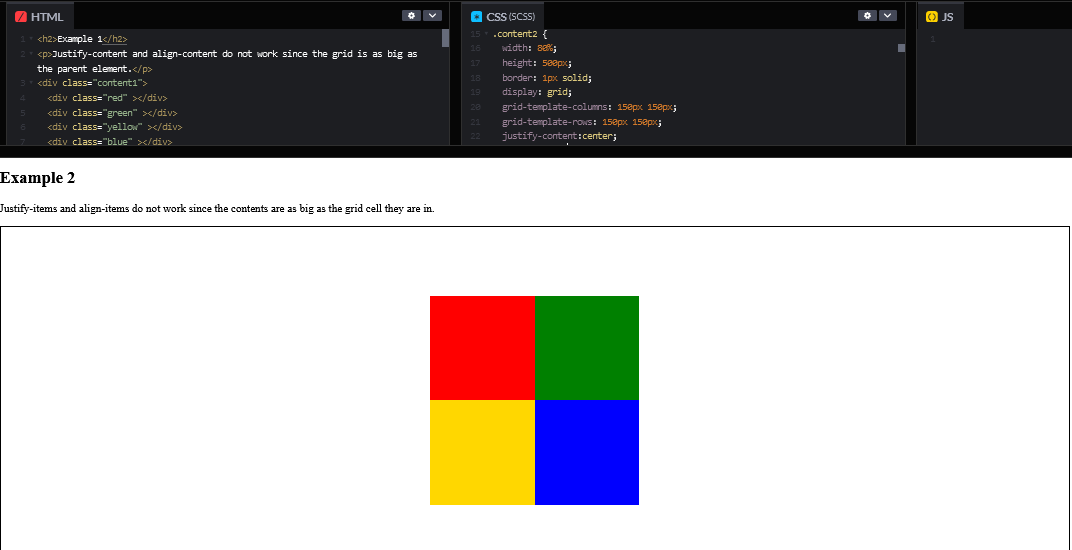 HTML
1 <h2>Example 1</h2>
2 <p>Justify-content and align-content do not work since the grid is as big as
the parent element.</p>
3 <div class="content1">
4 <div class="red" ></div>
5 <div class="green" ></div>
6 <div class="yellow" ></div>
7 <div class="blue" ></div>
CSS (SCSS)
15 .content2 {
16 width: 80%;
17 height: 500px;
18 border: 1px solid;
19 display: grid;
20 grid-template-columns: 150px 150px;
21 grid-template-rows: 150px 150px;
22 justify-content:center;
JS
1
Example 2
Justify-items and align-items do not work since the contents are as big as the grid cell they are in.